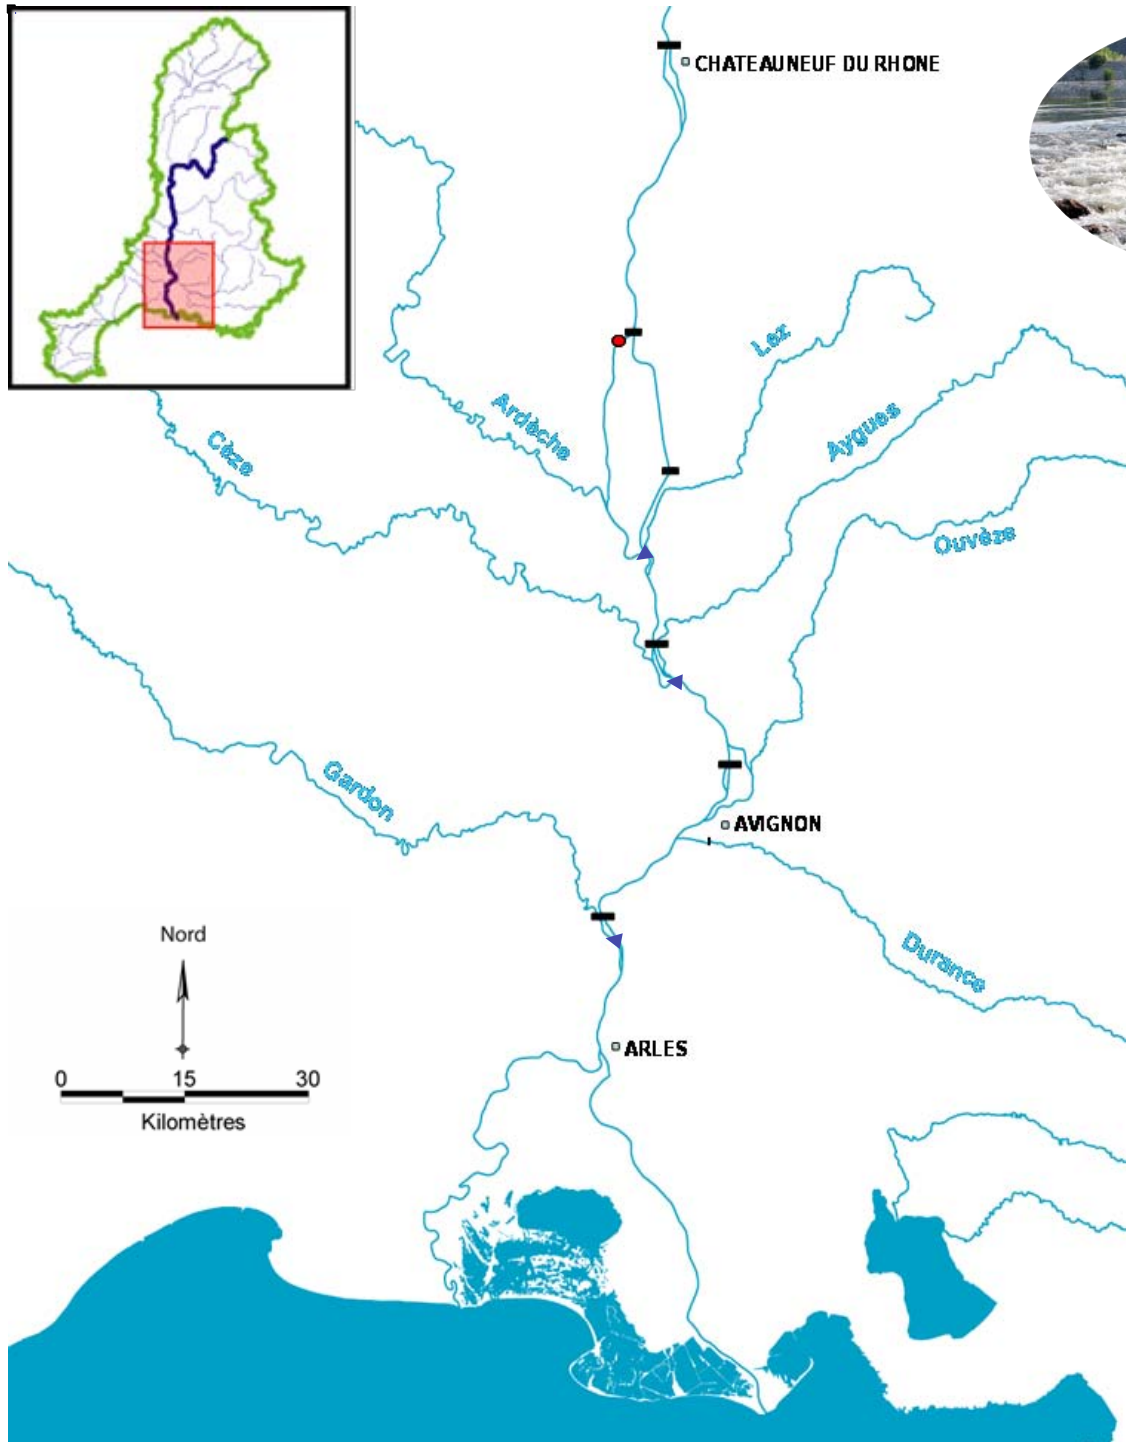 CHATEAUNEUF DU RHONE
Lez
Ardèche
Aygues
Cèze
Ouvèze
Gardon
AVIGNON
Nord
Durance
ARLES
0 15 30
Kilomètres